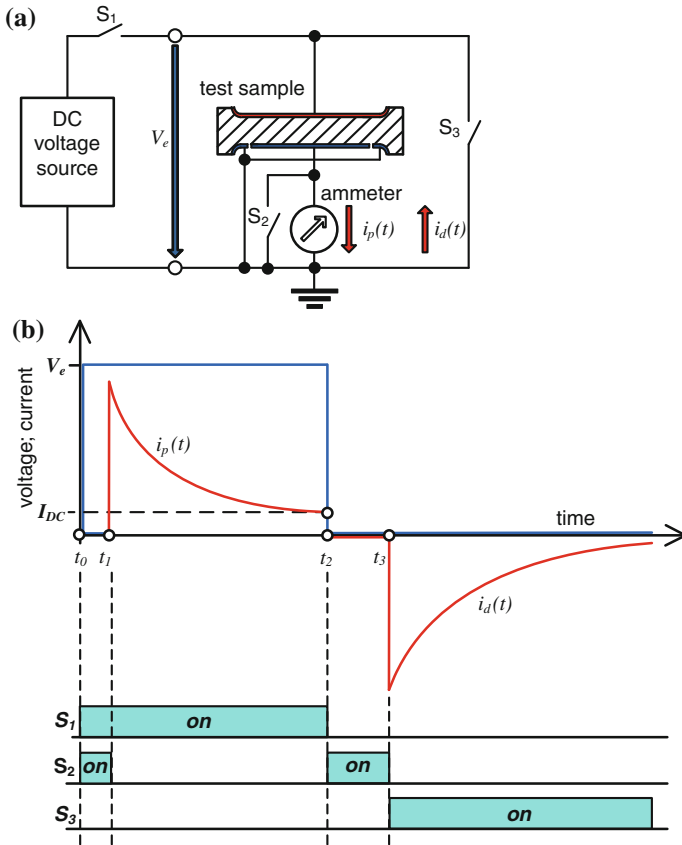 (a)
S1
DC
voltage
source
Ve
test sample
S3
S2
ammeter
ip(t)
id(t)
(b)
voltage; current
Ve
ip(t)
IDC
time
t0 t1 t2 t3
id(t)
S1 on
S2 on on
S3 on